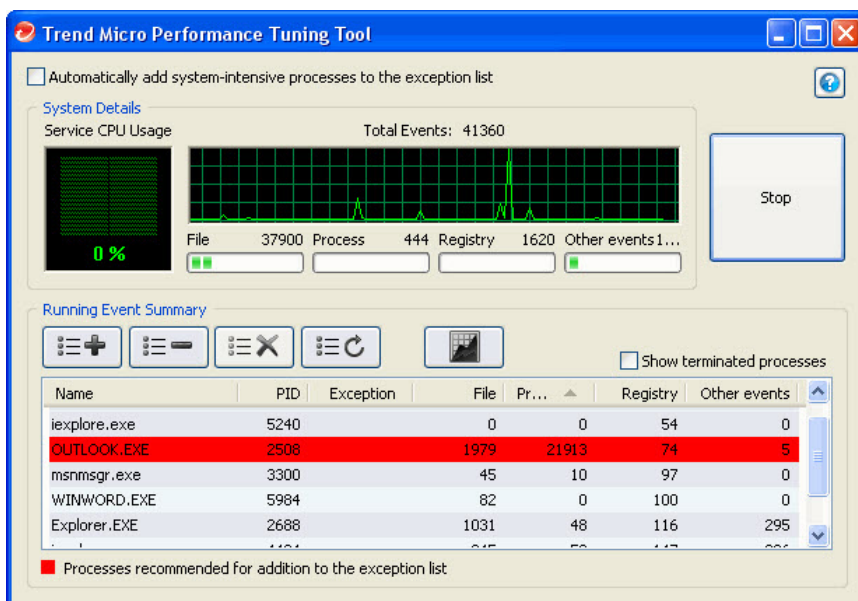 Trend Micro Performance Tuning Tool
Automatically add system-intensive processes to the exception list
System Details
Service CPU Usage Total Events: 41360
0 %
File 37900 Process 444 Registry 1620 Other events1...
Stop
Running Event Summary
Show terminated processes
Name PID Exception File Pr... Registry Other events
iexplore.exe 5240 0 0 54 0
OUTLOOK.EXE 2508 1979 21913 74 5
msnmsgr.exe 3300 45 10 97 0
WINWORD.EXE 5984 82 0 100 0
Explorer.EXE 2688 1031 48 116 295
Processes recommended for addition to the exception list